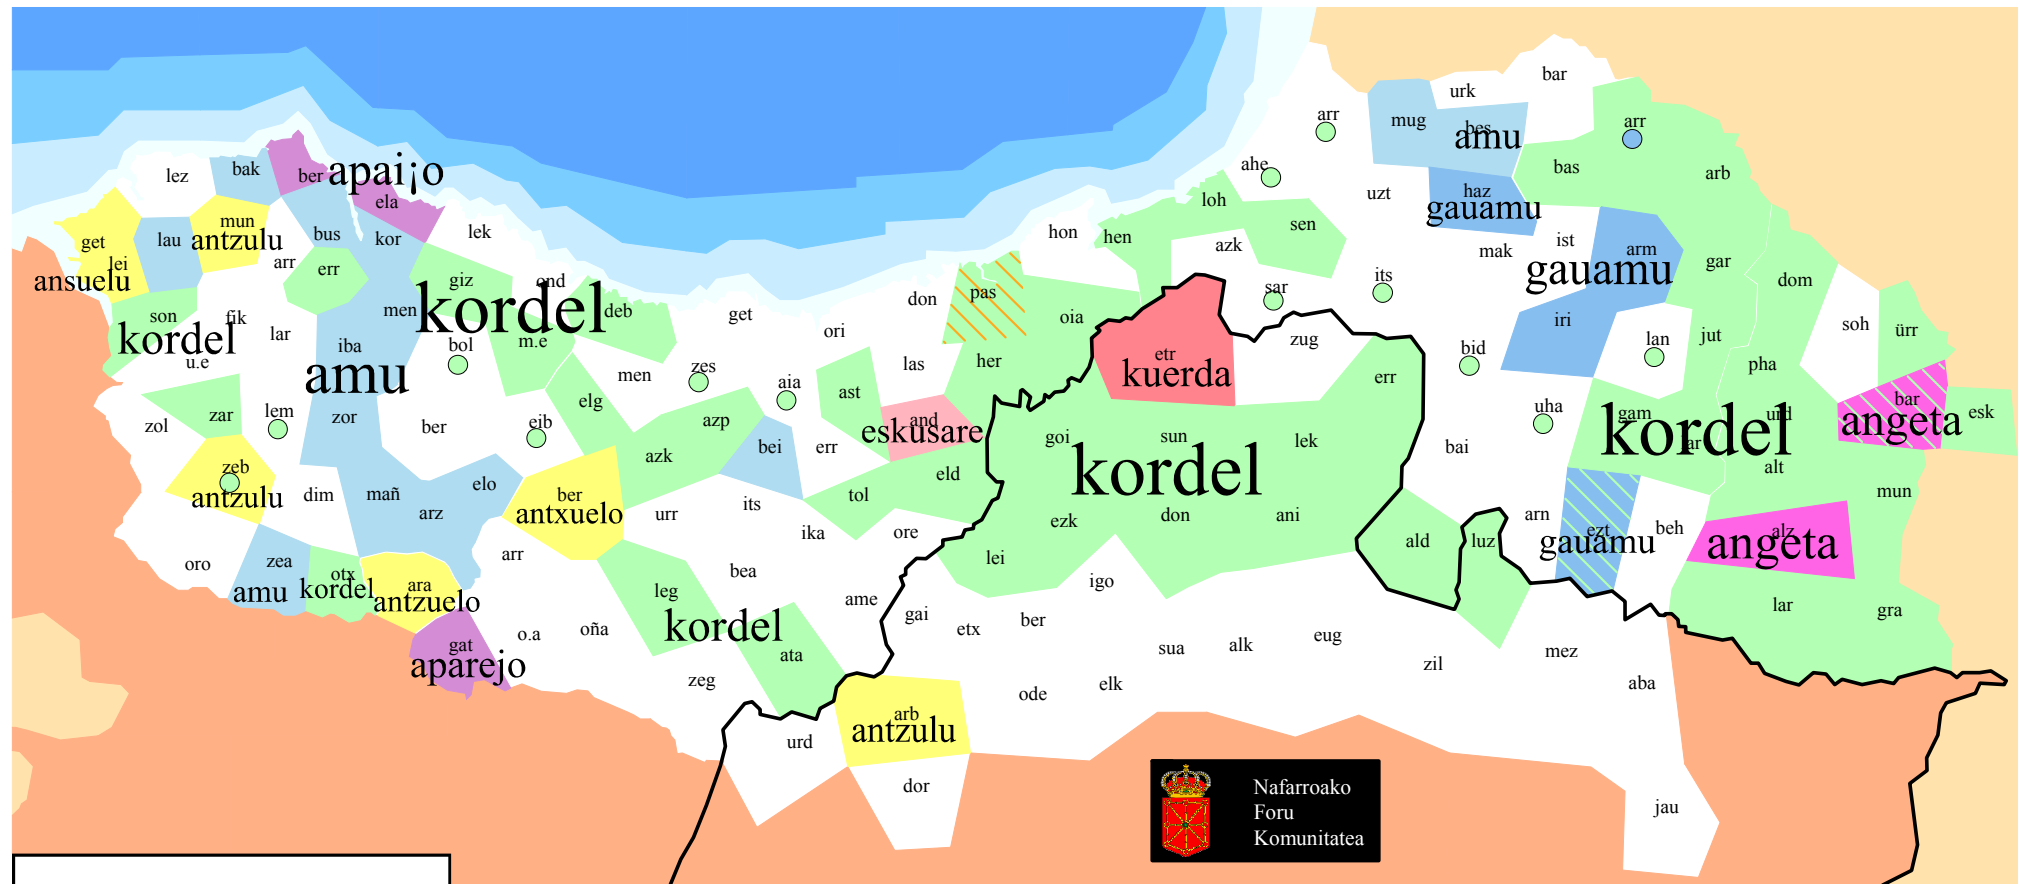 bar
urk
arr
mug
bes
amu
arr
bas
arb
lez
bak
ber
apai¡o
ela
ahe
uzt
haz
gauamu
loh
sen
hon
hen
azk
mun
antzulu
get
lau
lei
ansuelu
arr
bus
kor
lek
err
mak
ist
arm
gauamu
gar
dom
giz
ond
kordel
men
deb
son
kordel
fik
lar
u.e
iba
amu
bol
m.e
get
don
ori
pas
oia
sar
its
iri
jut
lan
soh
ürr
zug
etr
kuerda
bid
pha
las
her
men
zes
aia
ast
err
bar
angeta
esk
zol
zar
lem
zor
ber
eib
elg
azp
and
eskusare
goi
sun
kordel
lek
uha
gam
kordel
ar
urd
bai
zeb
antzulu
dim
mañ
elo
arz
ber
antxuelo
azk
urr
bei
err
its
tol
eld
ika
ore
ezk
don
ani
alt
mun
arn
ezt
gauamu
beh
alz
angeta
ald
luz
oro
zea
amu
otx
kordel
ara
antzuelo
arr
bea
leg
kordel
ame
lei
igo
gai
etx
ber
lar
gra
gat
aparejo
o.a
oña
ata
zeg
sua
alk
eug
zil
mez
aba
ode
elk
arb
antzulu
urd
dor
jau
Nafarroako
Foru
Komunitatea